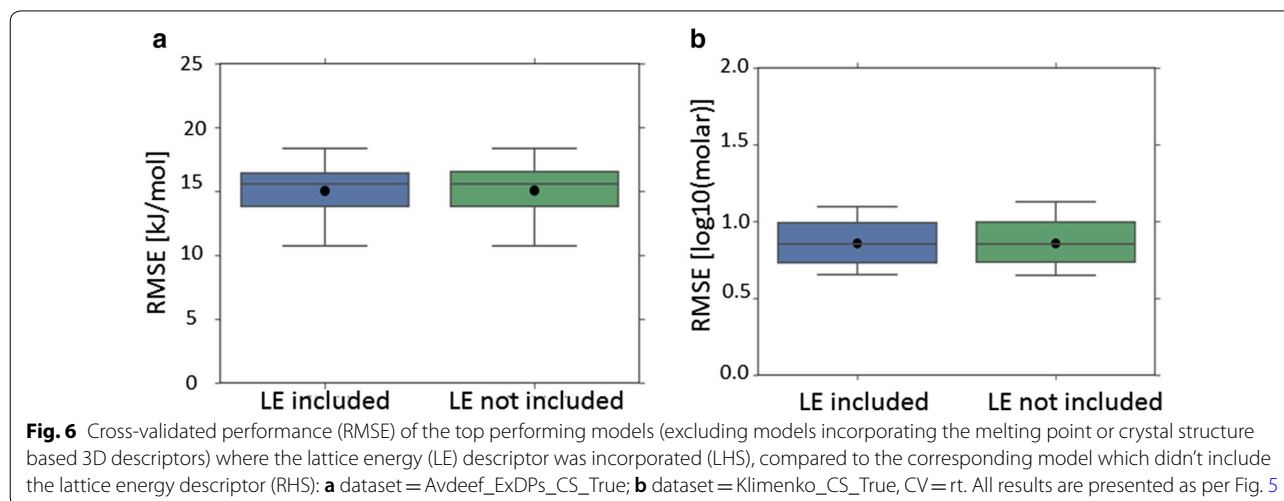 a
25
20
15
10
5
0
RMSE [kJ/mol]
LE included LE not included
b
2.0
1.5
1.0
0.5
0.0
RMSE [log10(molar)]
LE included LE not included
Fig. 6 Cross-validated performance (RMSE) of the top performing models (excluding models incorporating the melting point or crystal structure
based 3D descriptors) where the lattice energy (LE) descriptor was incorporated (LHS), compared to the corresponding model which didn't include
the lattice energy descriptor (RHS): a dataset = Avdeef_ExDPs_CS_True; b dataset = Klimenko_CS_True, CV = rt. All results are presented as per Fig. 5